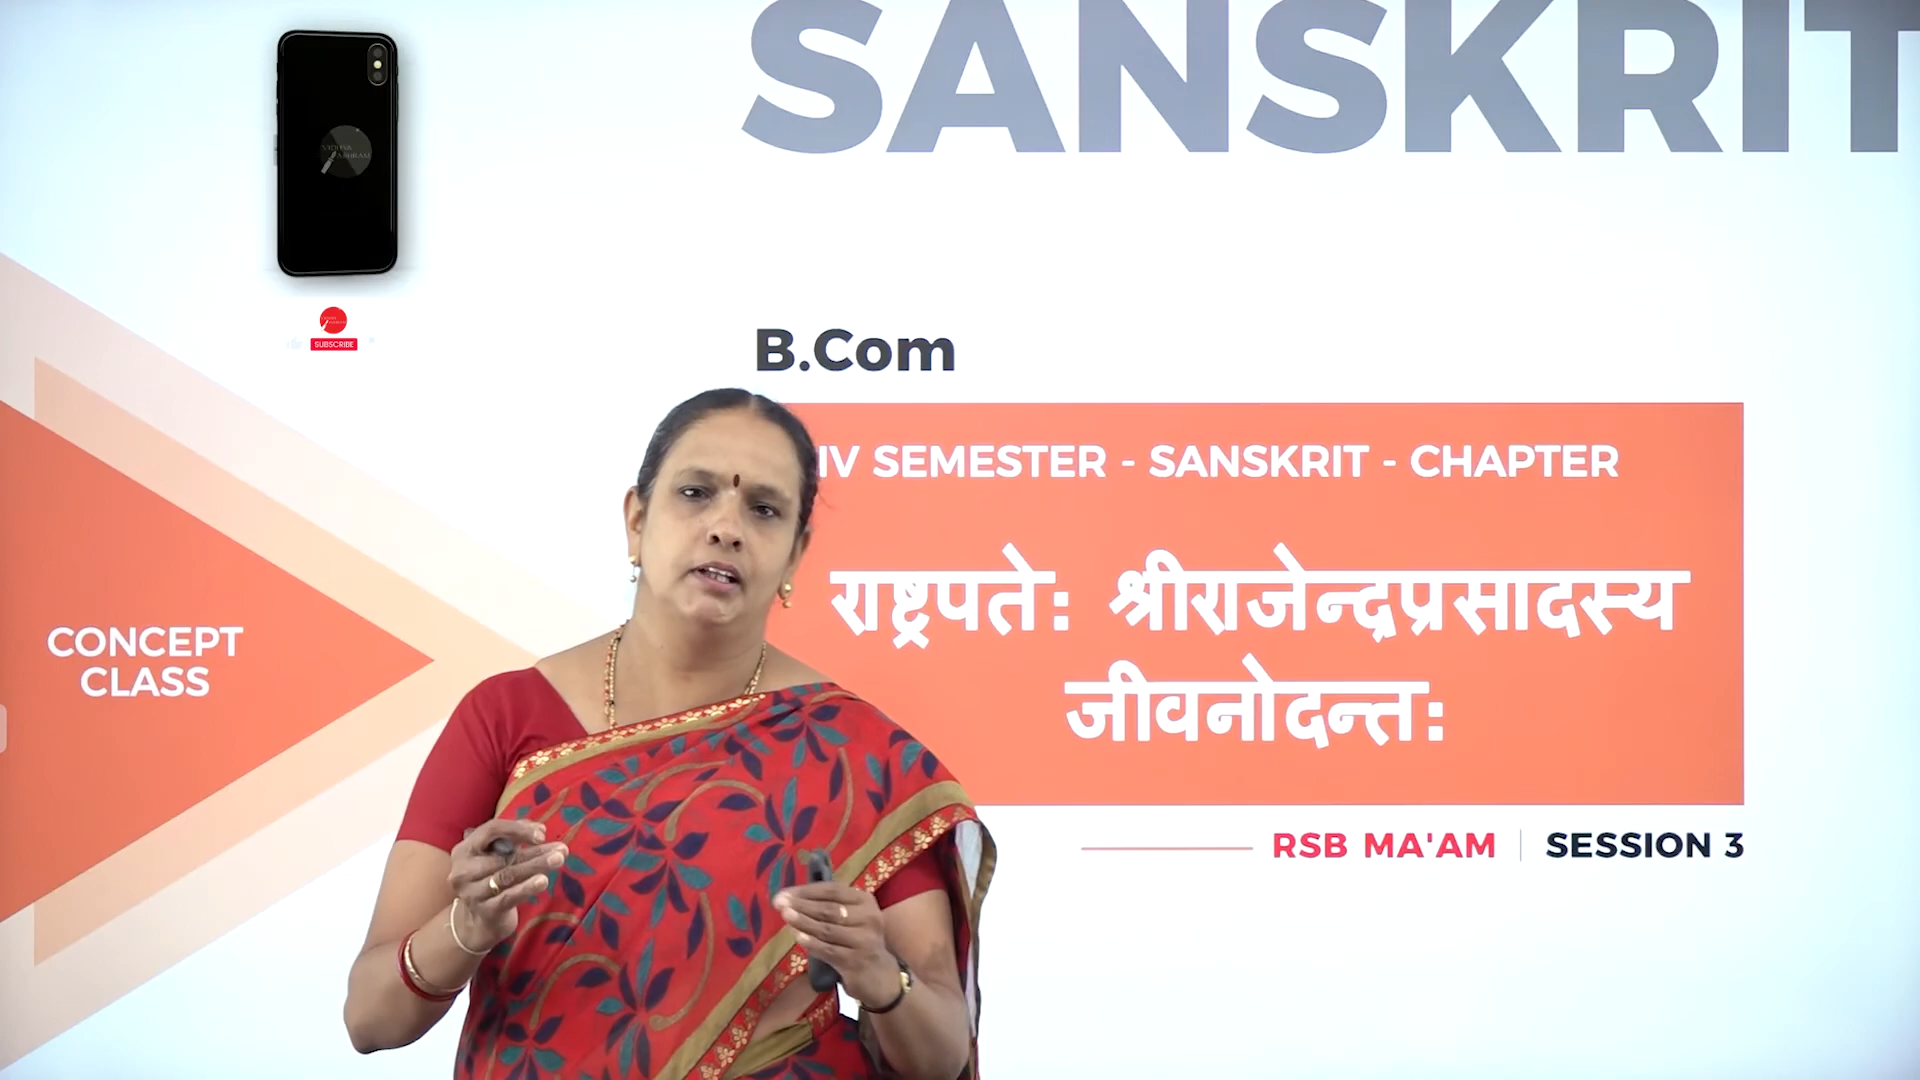 SANSKRIT
SUBSCRIBE
B.Com
IV SEMESTER - SANSKRIT - CHAPTER
राष्ट्रपतेः श्रीराजेन्द्रप्रसादस्य
जीवनोदन्तः
CONCEPT
CLASS
RSB MA'AM | SESSION 3